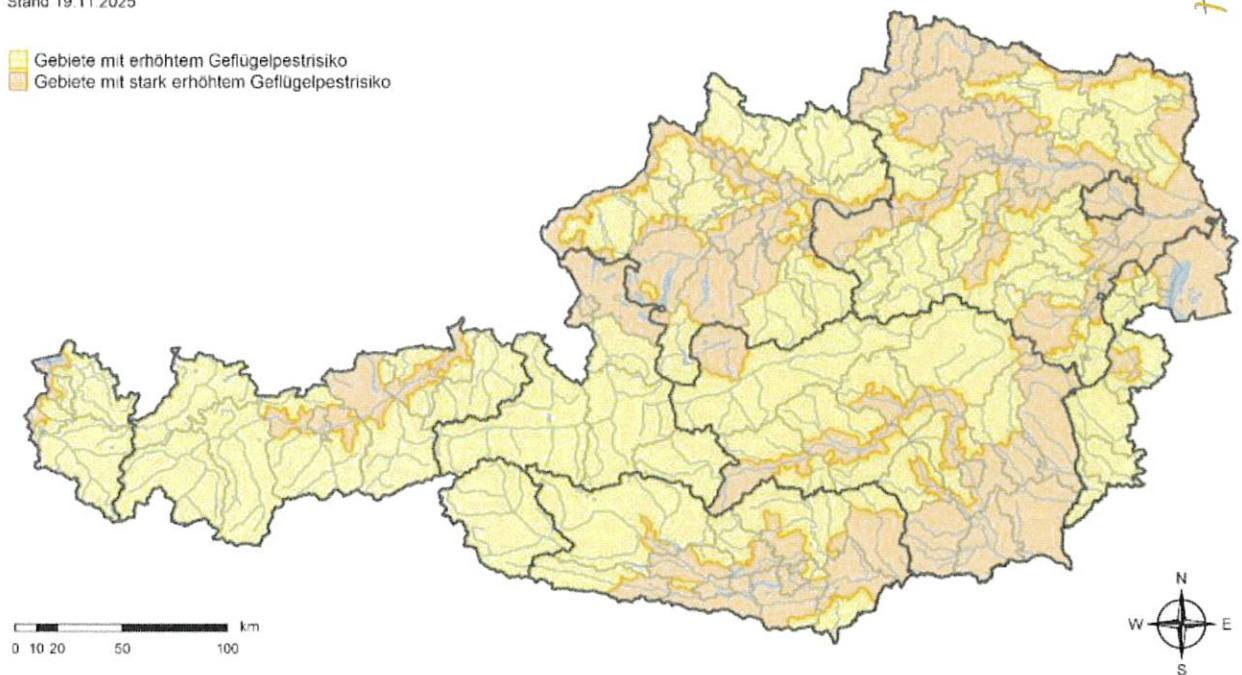 Stand 19.11.2025
Gebiete mit erhöhtem Geflügelpestrisiko
Gebiete mit stark erhöhtem Geflügelpestrisiko
km
0 10 20 50 100
N
W E
S